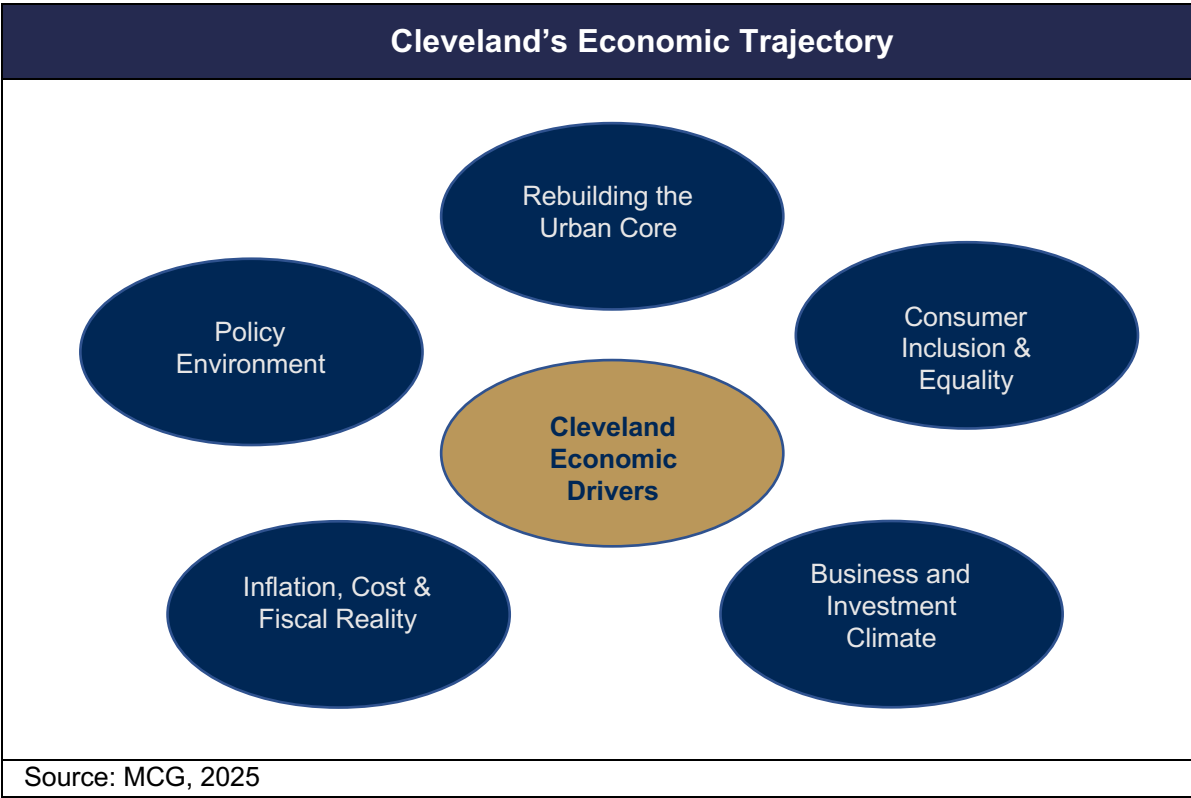 Cleveland’s Economic Trajectory
Rebuilding the
Urban Core
Policy
Environment
Consumer
Inclusion &
Equality
Cleveland
Economic
Drivers
Inflation, Cost &
Fiscal Reality
Business and
Investment
Climate
Source: MCG, 2025